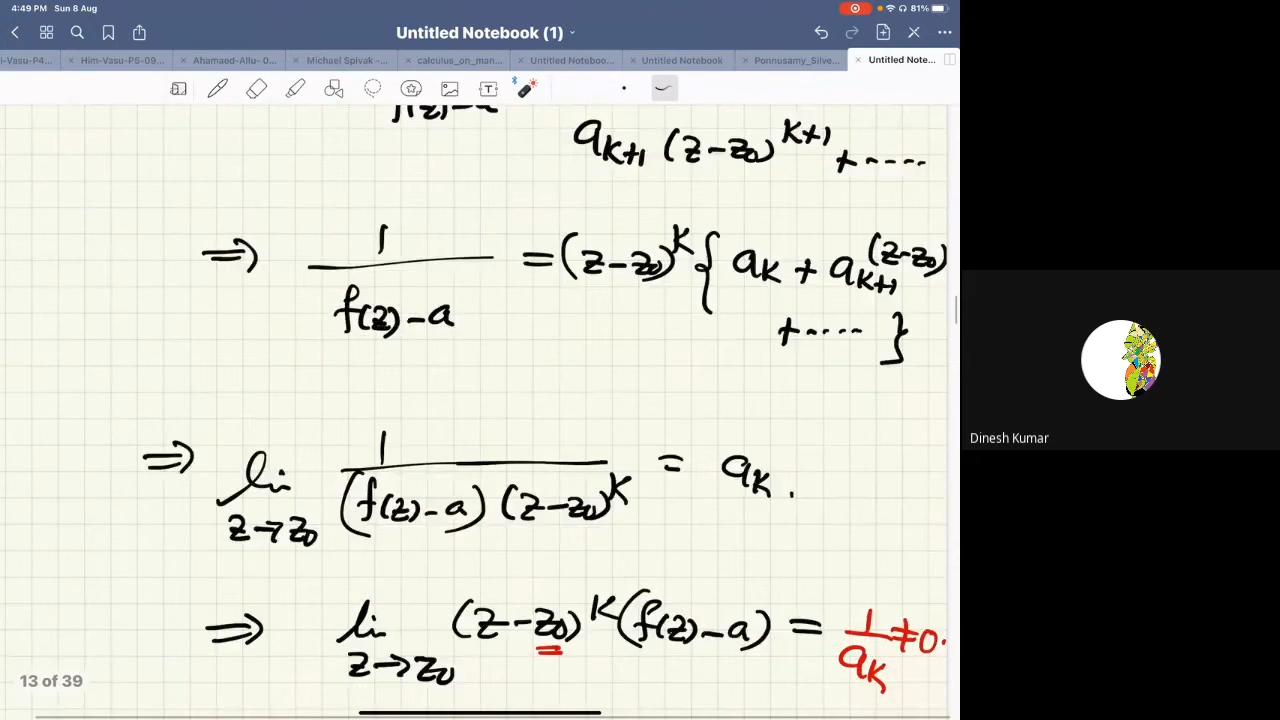 4:49 PM Sun 8 Aug
81%
Untitled Notebook (1)
i-Vasu-P4...
Him-Vasu-P5-09...
Ahamaed-Allu- 0...
Michael Spivak -...
calculus_on_man...
Untitled Noteboo...
Untitled Notebook
Ponnusamy_Silve...
Untitled Note...
f(z)-a
a_{k+1} (z-z_0)^{k+1} + .....
⇒ 1/(f(z)-a) = (z-z_0)^k { a_k + a_{k+1} (z-z_0)
+ ..... }
⇒ lim_{z→z_0} 1/((f(z)-a) (z-z_0)^k) = a_k .
⇒ lim_{z→z_0} (z-z_0)^k (f(z)-a) = 1/a_k ≠ 0.
13 of 39
Dinesh Kumar